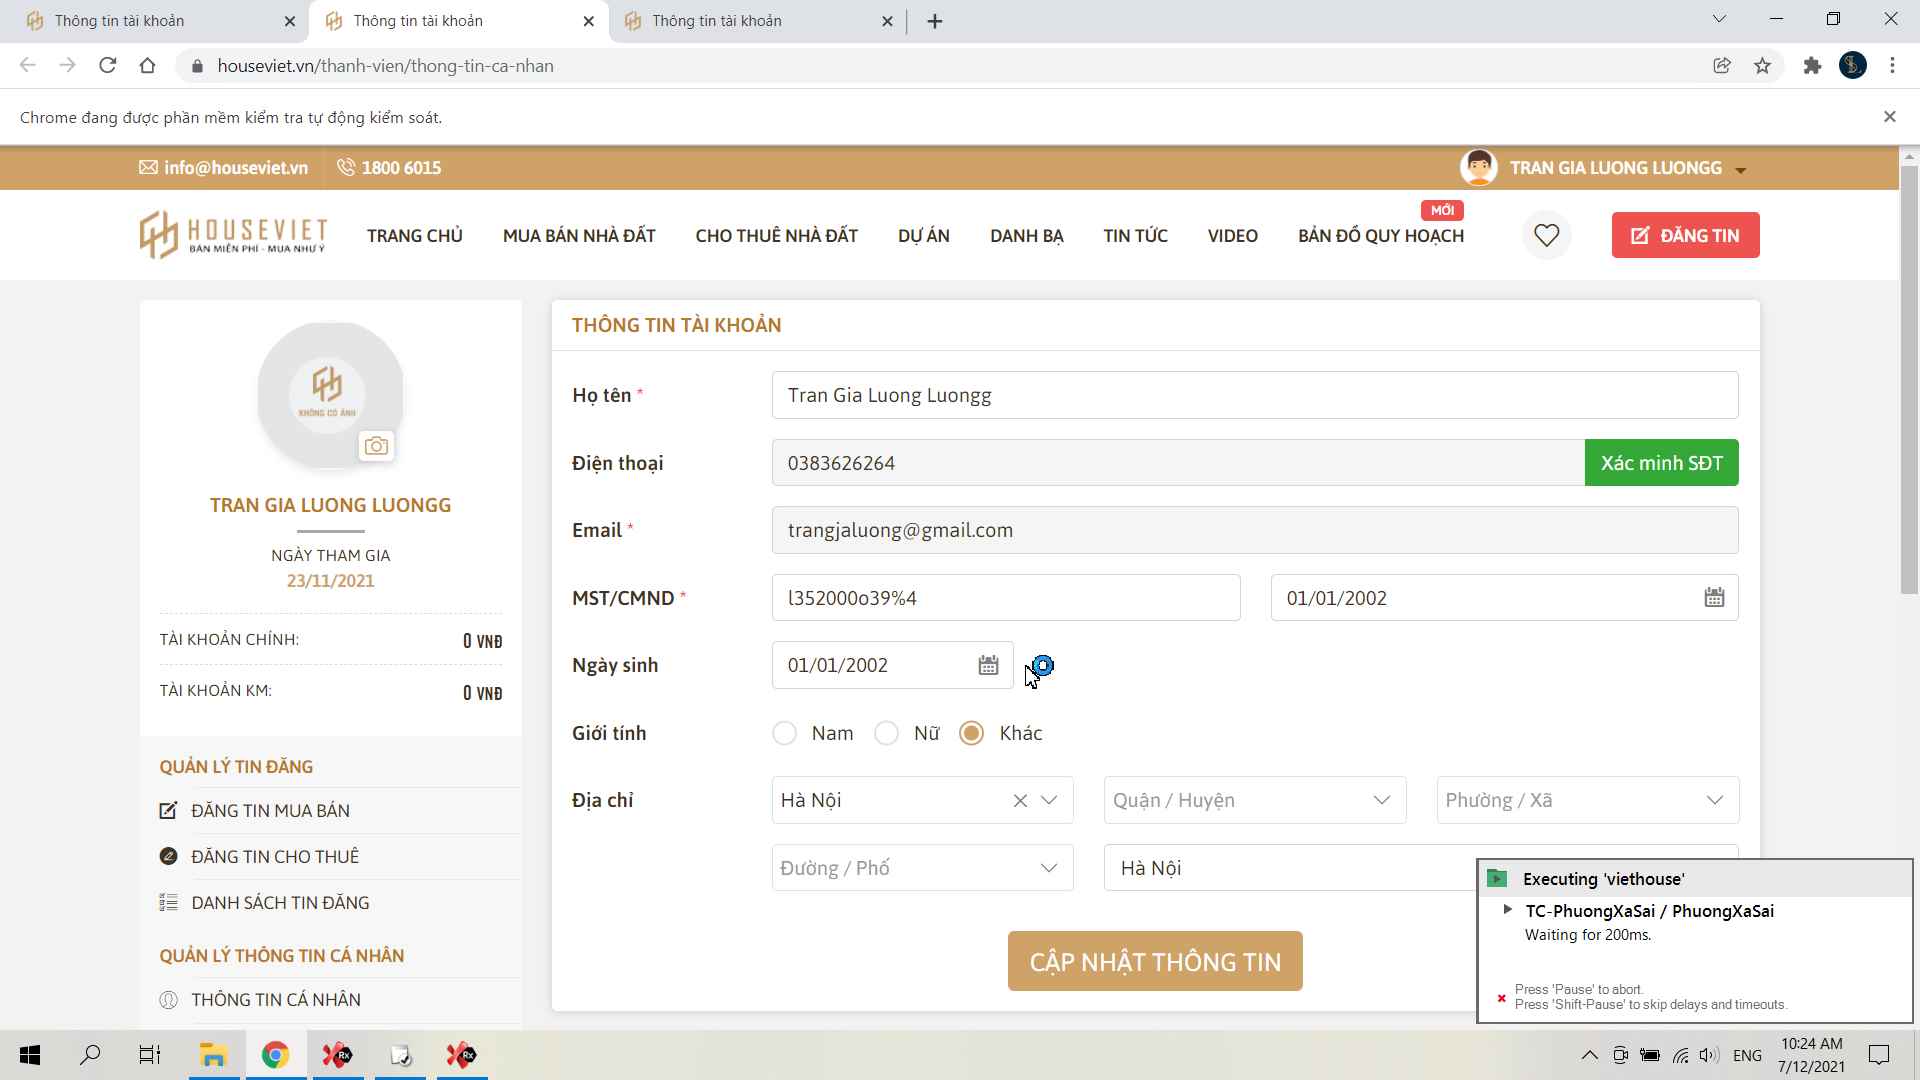 Thông tin tài khoản
Thông tin tài khoản
Thông tin tài khoản
houseviet.vn/thanh-vien/thong-tin-ca-nhan
Chrome đang được phần mềm kiểm tra tự động kiểm soát.
info@houseviet.vn
1800 6015
TRAN GIA LUONG LUONGG
HOUSEVIET
BÁN MIỄN PHÍ - MUA NHƯ Ý
TRANG CHỦ
MUA BÁN NHÀ ĐẤT
CHO THUÊ NHÀ ĐẤT
DỰ ÁN
DANH BẠ
TIN TỨC
VIDEO
MỚI
BẢN ĐỒ QUY HOẠCH
ĐĂNG TIN
KHÔNG CÓ ẢNH
TRAN GIA LUONG LUONGG
NGÀY THAM GIA
23/11/2021
TÀI KHOẢN CHÍNH: 0 VNĐ
TÀI KHOẢN KM: 0 VNĐ
QUẢN LÝ TIN ĐĂNG
ĐĂNG TIN MUA BÁN
ĐĂNG TIN CHO THUÊ
DANH SÁCH TIN ĐĂNG
QUẢN LÝ THÔNG TIN CÁ NHÂN
THÔNG TIN CÁ NHÂN
THÔNG TIN TÀI KHOẢN
Họ tên * Tran Gia Luong Luongg
Điện thoại 0383626264 Xác minh SĐT
Email * trangjaluong@gmail.com
MST/CMND * l352000o39%4 01/01/2002
Ngày sinh 01/01/2002
Giới tính Nam Nữ Khác
Địa chỉ Hà Nội Quận / Huyện Phường / Xã
Đường / Phố Hà Nội
CẬP NHẬT THÔNG TIN
Executing 'viethouse'
TC-PhuongXaSai / PhuongXaSai
Waiting for 200ms.
Press 'Pause' to abort.
Press 'Shift-Pause' to skip delays and timeouts.
Rx
Rx
ENG
10:24 AM
7/12/2021